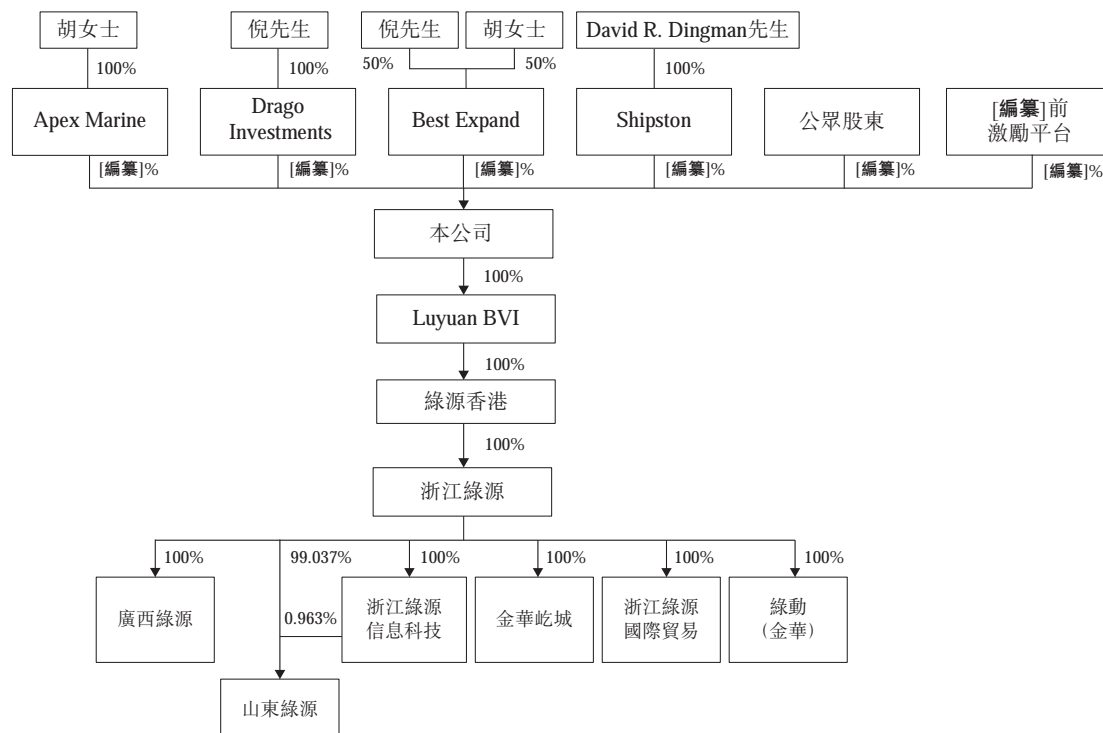 胡女士
倪先生
倪先生
胡女士
David R. Dingman先生
100%
100%
50%
50%
100%
Apex Marine
Drago
Investments
Best Expand
Shipston
公眾股東
[編纂]前
激勵平台
[編纂]%
[編纂]%
[編纂]%
[編纂]%
[編纂]%
[編纂]%
本公司
100%
Luyuan BVI
100%
綠源香港
100%
浙江綠源
100%
99.037%
100%
100%
100%
100%
廣西綠源
0.963%
浙江綠源
信息科技
金華屹城
浙江綠源
國際貿易
綠動
(金華)
山東綠源